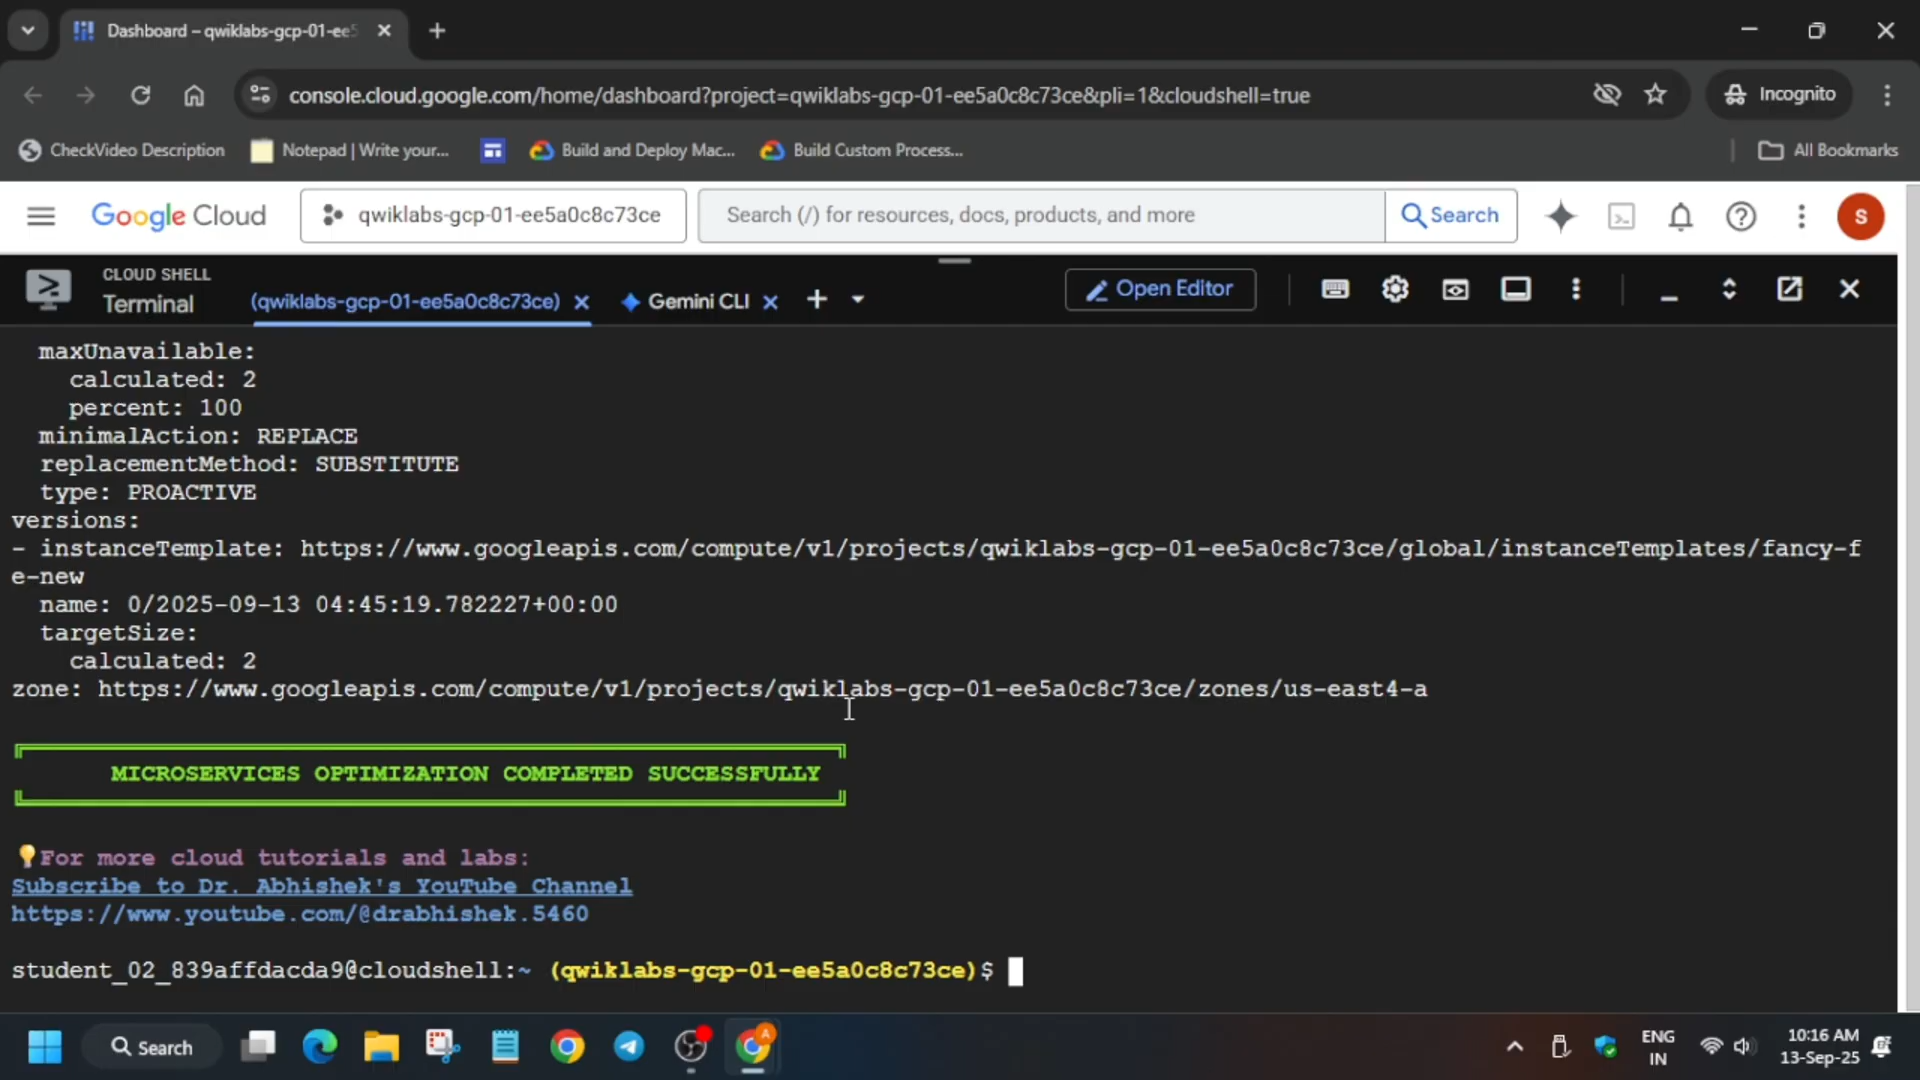 Dashboard – qwiklabs-gcp-01-ee5
console.cloud.google.com/home/dashboard?project=qwiklabs-gcp-01-ee5a0c8c73ce&pli=1&cloudshell=true
Incognito
CheckVideo Description
Notepad | Write your...
Build and Deploy Mac...
Build Custom Process...
All Bookmarks
Google Cloud
qwiklabs-gcp-01-ee5a0c8c73ce
Search (/) for resources, docs, products, and more
Search
S
CLOUD SHELL
Terminal
(qwiklabs-gcp-01-ee5a0c8c73ce)
Gemini CLI
Open Editor
maxUnavailable:
calculated: 2
percent: 100
minimalAction: REPLACE
replacementMethod: SUBSTITUTE
type: PROACTIVE
versions:
- instanceTemplate: https://www.googleapis.com/compute/v1/projects/qwiklabs-gcp-01-ee5a0c8c73ce/global/instanceTemplates/fancy-f
e-new
name: 0/2025-09-13 04:45:19.782227+00:00
targetSize:
calculated: 2
zone: https://www.googleapis.com/compute/v1/projects/qwiklabs-gcp-01-ee5a0c8c73ce/zones/us-east4-a
MICROSERVICES OPTIMIZATION COMPLETED SUCCESSFULLY
💡For more cloud tutorials and labs:
Subscribe to Dr. Abhishek's YouTube Channel
https://www.youtube.com/@drabhishek.5460
student_02_839affdacda9@cloudshell:~ (qwiklabs-gcp-01-ee5a0c8c73ce)$
Search
A
ENG
IN
10:16 AM
13-Sep-25